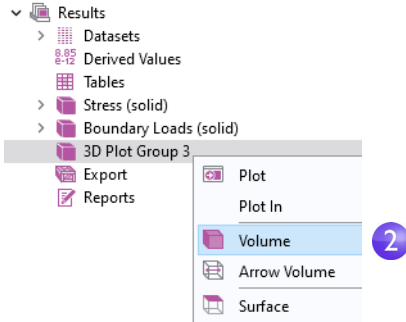 Results
Datasets
8.85
e-12 Derived Values
Tables
Stress (solid)
Boundary Loads (solid)
3D Plot Group 3
Export
Reports
Plot
Plot In
Volume
2
Arrow Volume
Surface